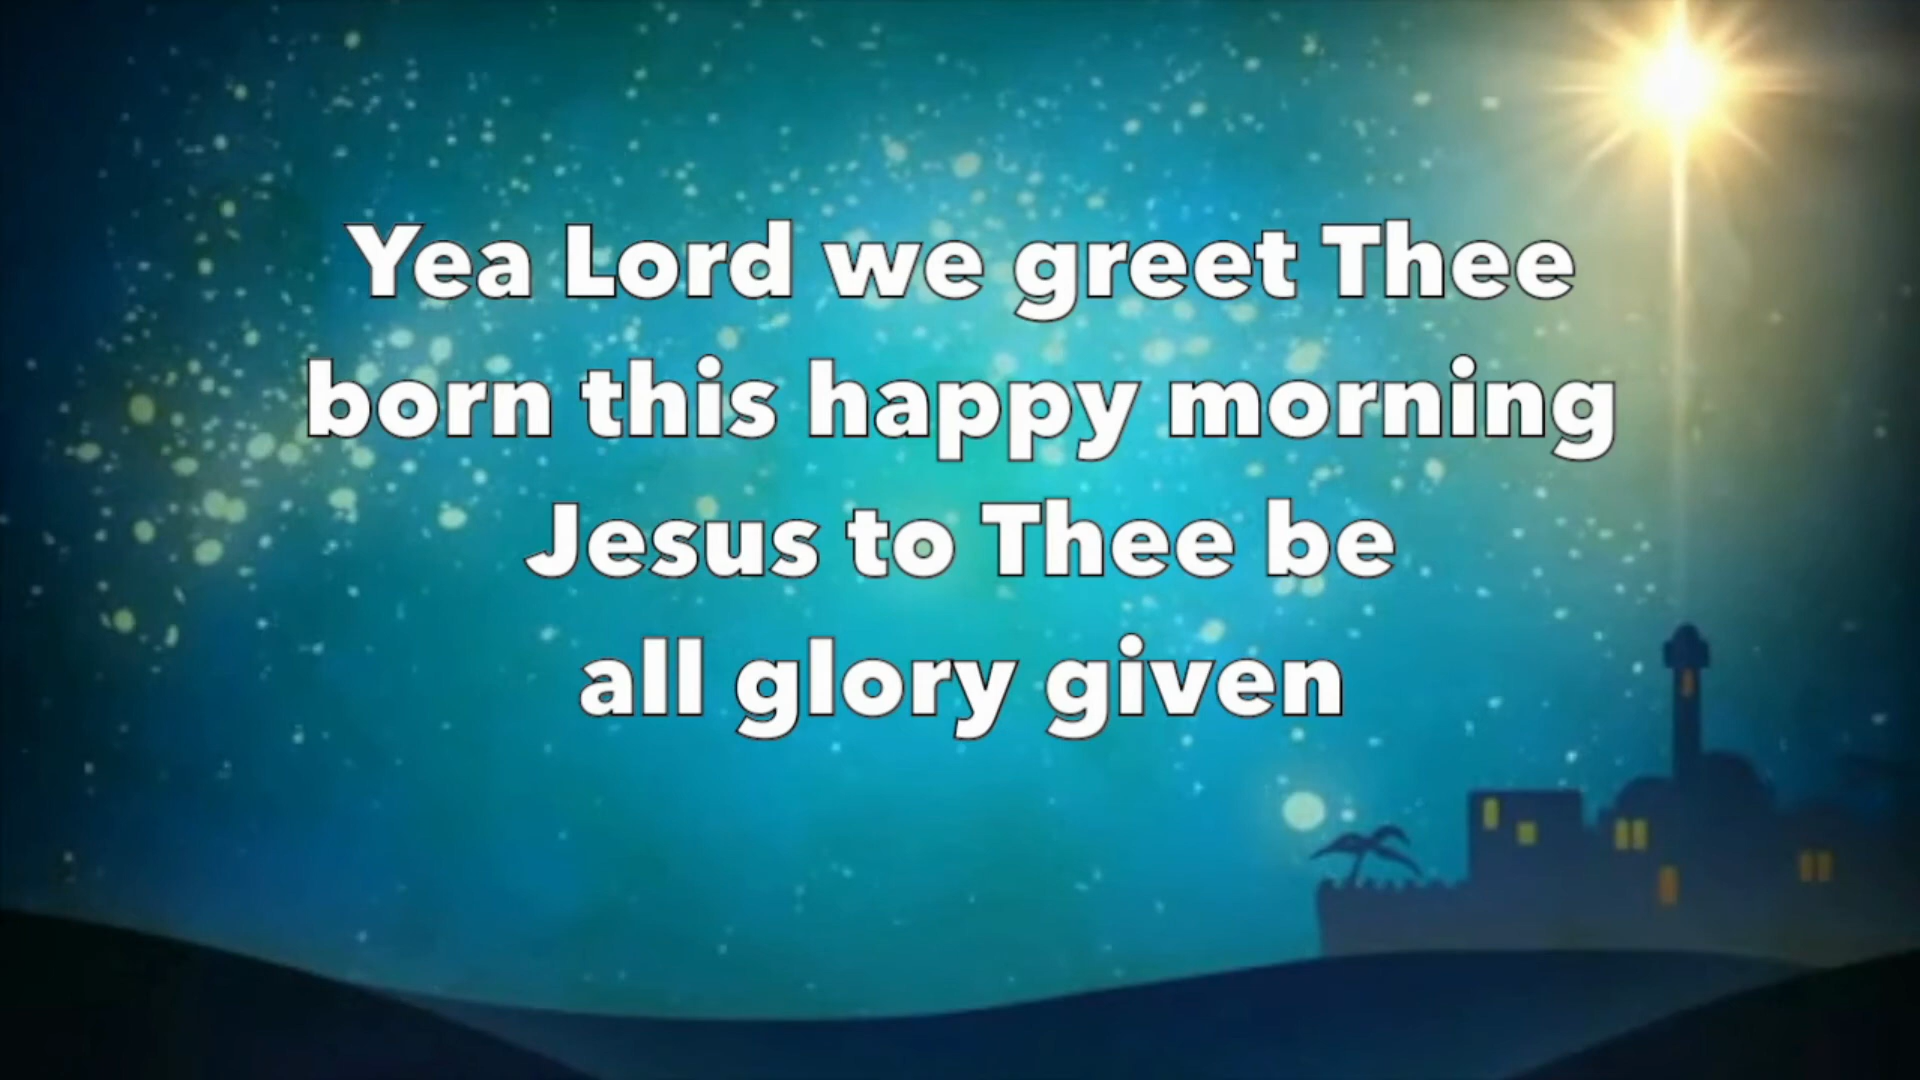 Yea Lord we greet Thee
born this happy morning
Jesus to Thee be
all glory given